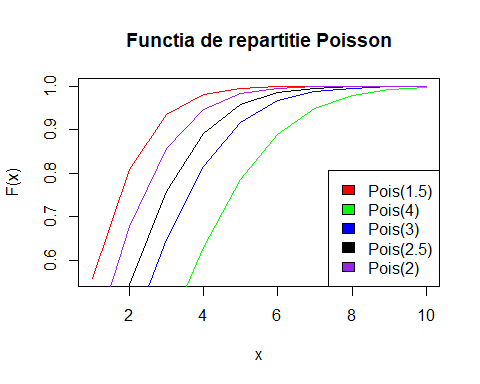 Functia de repartitie Poisson
F(x)
1.0
0.9
0.8
0.7
0.6
Pois(1.5)
Pois(4)
Pois(3)
Pois(2.5)
Pois(2)
2 4 6 8 10
x